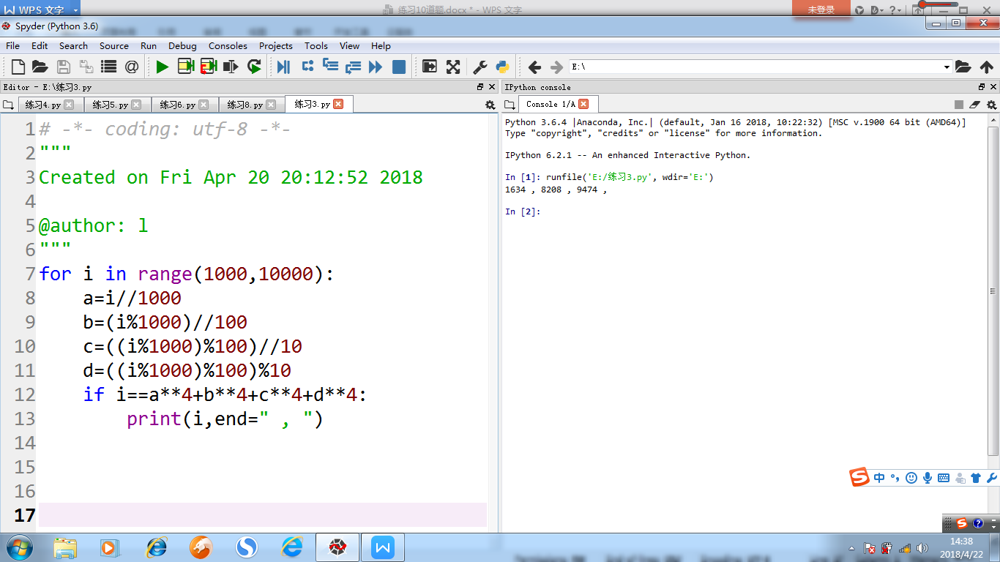 WPS 文字
练习10道题.docx * - WPS 文字
未登录
Spyder (Python 3.6)
File Edit Search Source Run Debug Consoles Projects Tools View Help
E:\
Editor - E:\练习3.py
练习4.py 练习5.py 练习6.py 练习8.py 练习3.py
1 # -*- coding: utf-8 -*-
2 """
3 Created on Fri Apr 20 20:12:52 2018
4
5 @author: l
6 """
7 for i in range(1000,10000):
8 a=i//1000
9 b=(i%1000)//100
10 c=((i%1000)%100)//10
11 d=((i%1000)%100)%10
12 if i==a**4+b**4+c**4+d**4:
13 print(i,end=" , ")
14
15
16
17
IPython console
Console 1/A
Python 3.6.4 |Anaconda, Inc.| (default, Jan 16 2018, 10:22:32) [MSC v.1900 64 bit (AMD64)]
Type "copyright", "credits" or "license" for more information.
IPython 6.2.1 -- An enhanced Interactive Python.
In [1]: runfile('E:/练习3.py', wdir='E:')
1634 , 8208 , 9474 ,
In [2]:
中
14:38
2018/4/22